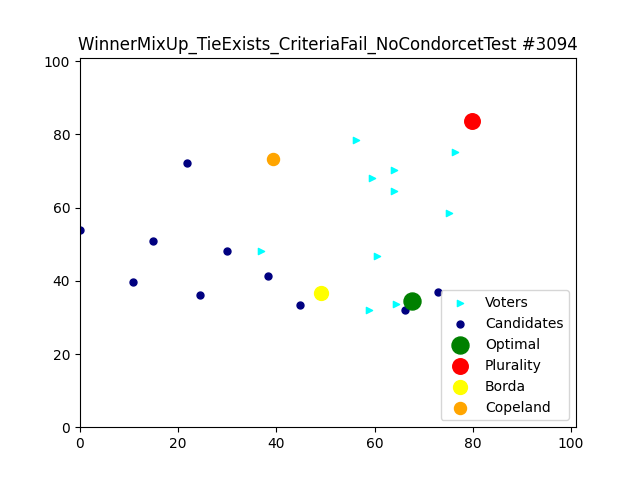 WinnerMixUp_TieExists_CriteriaFail_NoCondorcetTest #3094
100
80
60
40
20
0
Voters
Candidates
Optimal
Plurality
Borda
Copeland
0 20 40 60 80 100